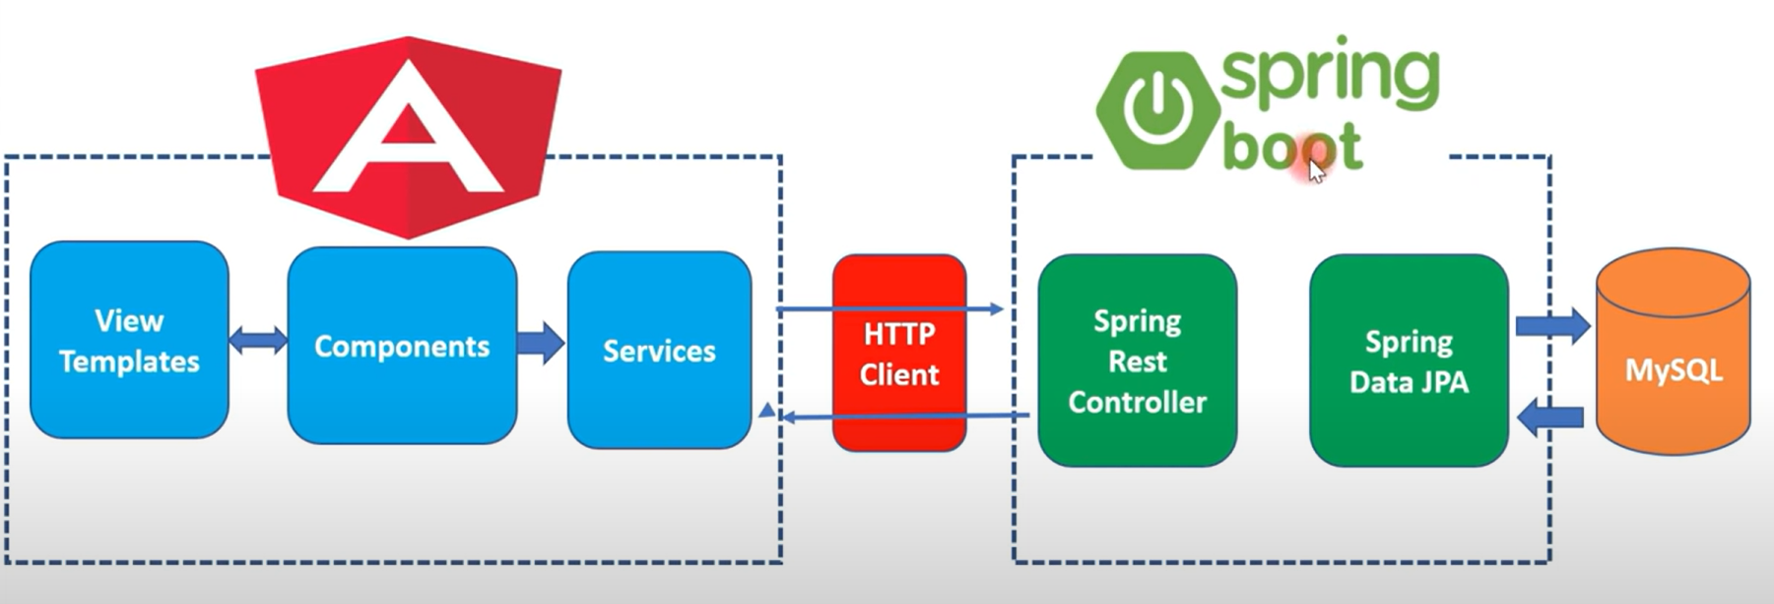 spring
boot
View
Templates
Components
Services
HTTP
Client
Spring
Rest
Controller
Spring
Data JPA
MySQL